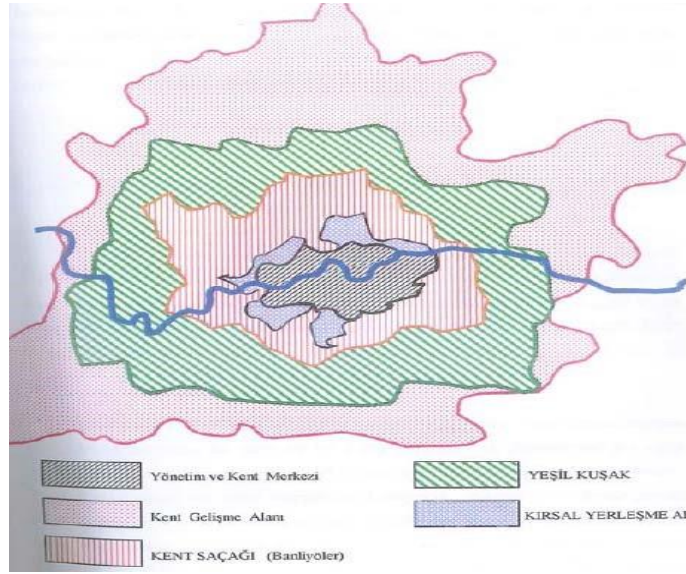 Yönetim ve Kent Merkezi
Kent Gelişme Alanı
KENT SAÇAĞI (Banliyöler)
YEŞİL KUŞAK
KIRSAL YERLEŞME